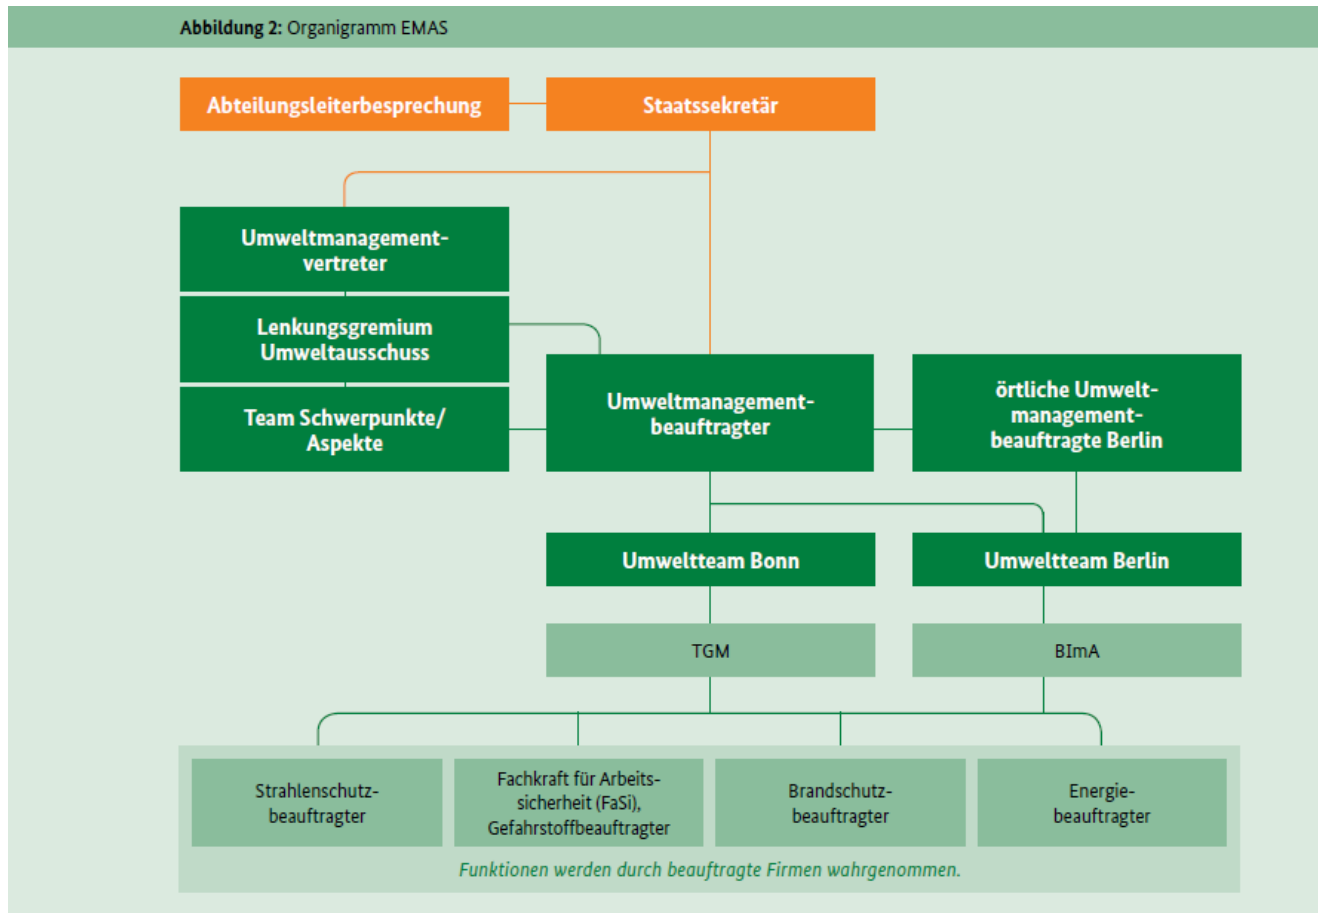 Abbildung 2: Organigramm EMAS
Abteilungsleiterbesprechung
Staatssekretär
Umweltmanagement-
vertreter
Lenkungsgremium
Umweltausschuss
Team Schwerpunkte/
Aspekte
Umweltmanagement-
beauftragter
örtliche Umwelt-
management-
beauftragte Berlin
Umweltteam Bonn
Umweltteam Berlin
TGM
BImA
Strahlenschutz-
beauftragter
Fachkraft für Arbeits-
sicherheit (FaSi),
Gefahrstoffbeauftragter
Brandschutz-
beauftragter
Energie-
beauftragter
Funktionen werden durch beauftragte Firmen wahrgenommen.